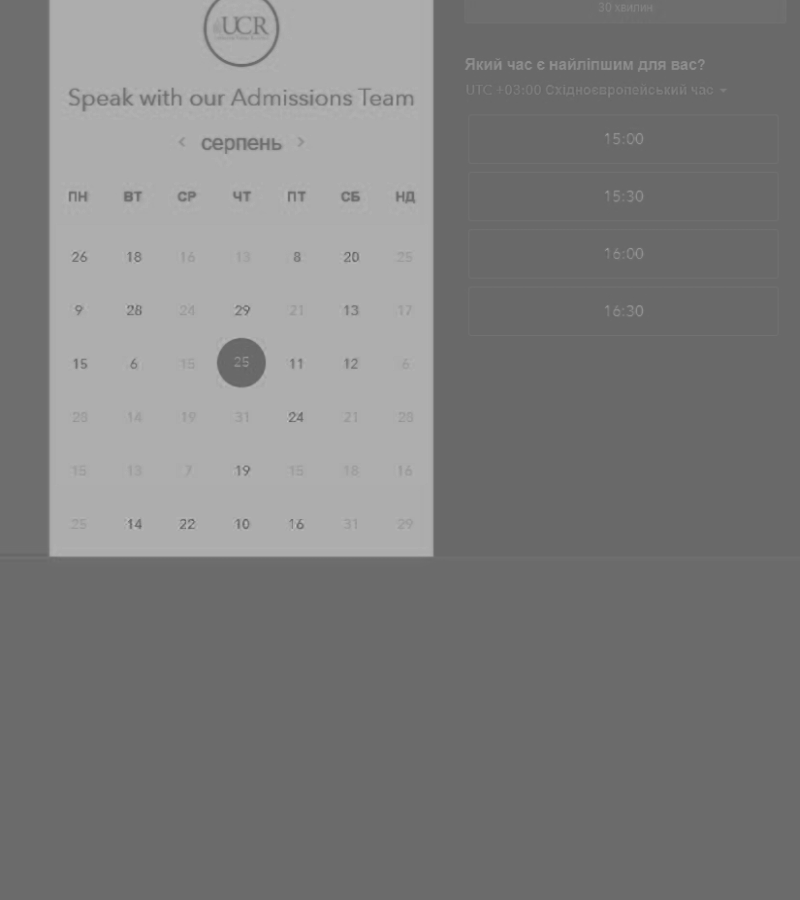 UCR
Speak with our Admissions Team
серпень
ПН ВТ СР ЧТ ПТ СБ НД
26 18 16 13 8 20 25
9 28 24 29 21 13 17
15 6 15 25 11 12 6
28 14 19 31 24 21 28
15 13 7 19 15 18 16
25 14 22 10 16 31 29
30 хвилин
Який час є найліпшим для вас?
UTC +03:00 Східноєвропейський час
15:00
15:30
16:00
16:30